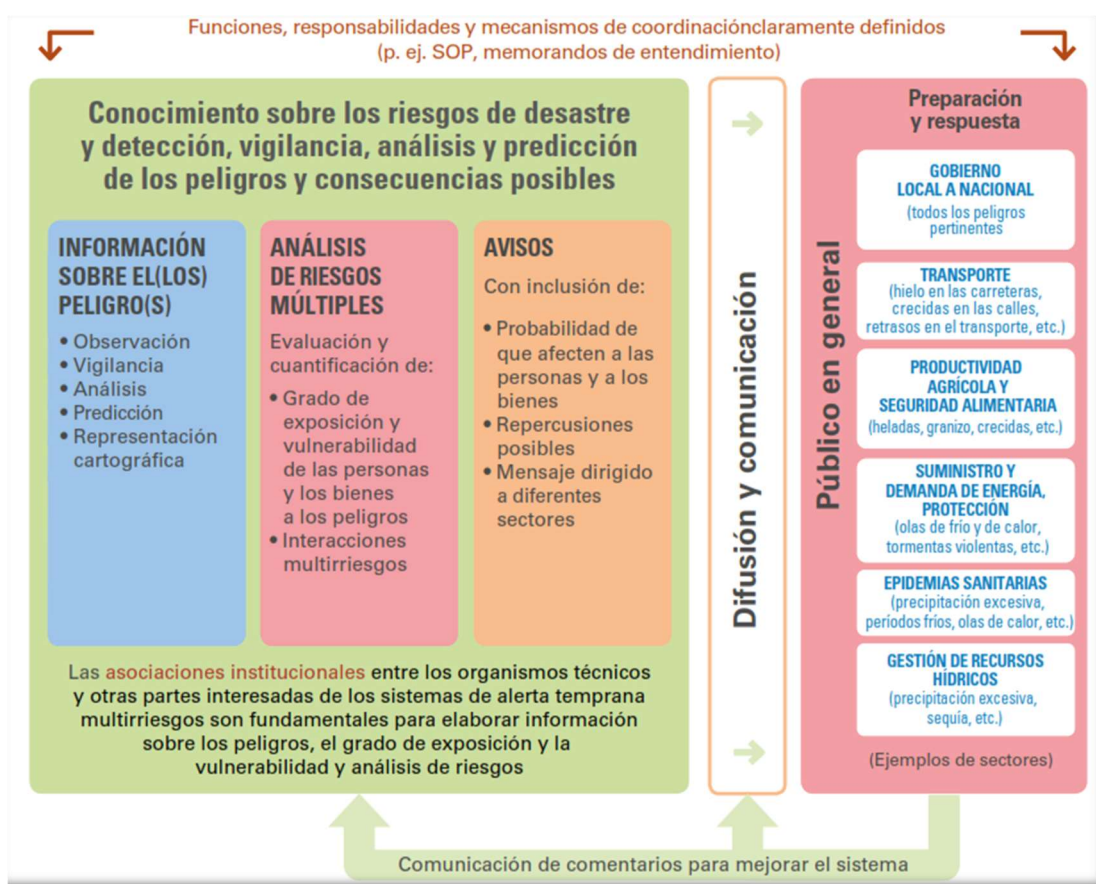 Funciones, responsabilidades y mecanismos de coordinaciónclaramente definidos
(p. ej. SOP, memorandos de entendimiento)
Conocimiento sobre los riesgos de desastre
y detección, vigilancia, análisis y predicción
de los peligros y consecuencias posibles
INFORMACIÓN
SOBRE EL(LOS)
PELIGRO(S)
• Observación
• Vigilancia
• Análisis
• Predicción
• Representación
cartográfica
ANÁLISIS
DE RIESGOS
MÚLTIPLES
Evaluación y
cuantificación de:
• Grado de
exposición y
vulnerabilidad
de las personas
y los bienes
a los peligros
• Interacciones
multirriesgos
AVISOS
Con inclusión de:
• Probabilidad de
que afecten a las
personas y a los
bienes
• Repercusiones
posibles
• Mensaje dirigido
a diferentes
sectores
Las asociaciones institucionales entre los organismos técnicos
y otras partes interesadas de los sistemas de alerta temprana
multirriesgos son fundamentales para elaborar información
sobre los peligros, el grado de exposición y la
vulnerabilidad y análisis de riesgos
Difusión y comunicación
Público en general
Preparación
y respuesta
GOBIERNO
LOCAL A NACIONAL
(todos los peligros
pertinentes
TRANSPORTE
(hielo en las carreteras,
crecidas en las calles,
retrasos en el transporte, etc.)
PRODUCTIVIDAD
AGRÍCOLA Y
SEGURIDAD ALIMENTARIA
(heladas, granizo, crecidas, etc.)
SUMINISTRO Y
DEMANDA DE ENERGÍA,
PROTECCIÓN
(olas de frío y de calor,
tormentas violentas, etc.)
EPIDEMIAS SANITARIAS
(precipitación excesiva,
períodos fríos, olas de calor, etc.)
GESTIÓN DE RECURSOS
HÍDRICOS
(precipitación excesiva,
sequía, etc.)
(Ejemplos de sectores)
Comunicación de comentarios para mejorar el sistema